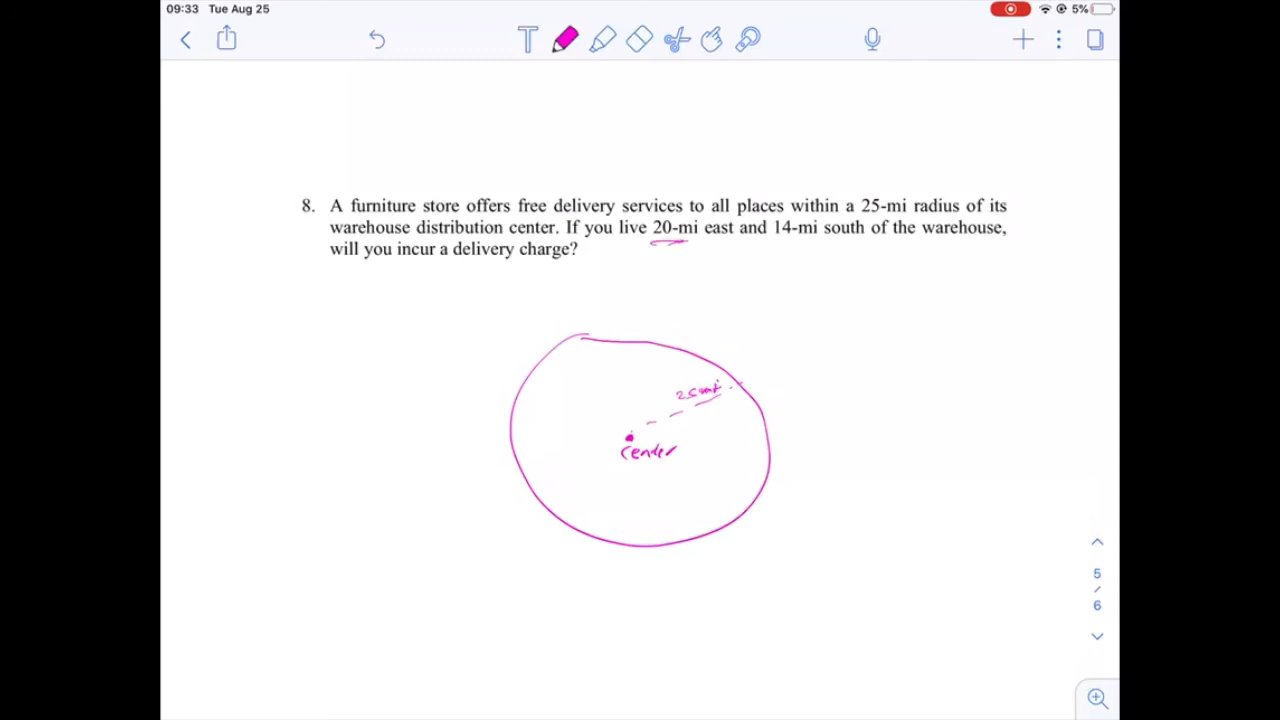 09:33 Tue Aug 25
5%
8. A furniture store offers free delivery services to all places within a 25-mi radius of its
warehouse distribution center. If you live 20-mi east and 14-mi south of the warehouse,
will you incur a delivery charge?
25mi
center
5
/
6